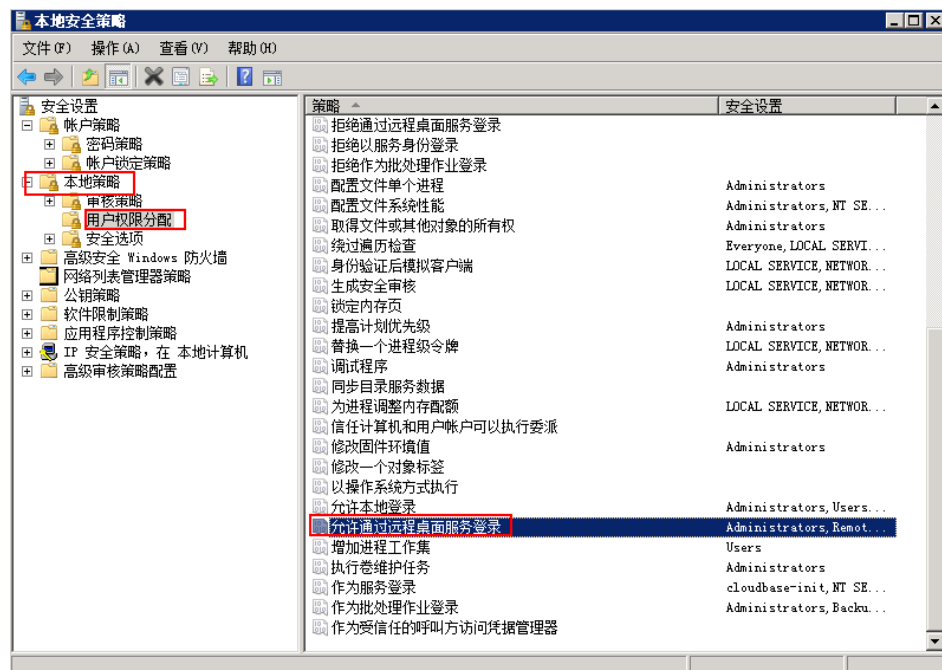 本地安全策略
文件(F) 操作(A) 查看(V) 帮助(H)
安全设置
帐户策略
密码策略
帐户锁定策略
本地策略
审核策略
用户权限分配
安全选项
高级安全 Windows 防火墙
网络列表管理器策略
公钥策略
软件限制策略
应用程序控制策略
IP 安全策略，在 本地计算机
高级审核策略配置
策略 安全设置
拒绝通过远程桌面服务登录
拒绝以服务身份登录
拒绝作为批处理作业登录
配置文件单个进程 Administrators
配置文件系统性能 Administrators, NT SE...
取得文件或其他对象的所有权 Administrators
绕过遍历检查 Everyone, LOCAL SERVI...
身份验证后模拟客户端 LOCAL SERVICE, NETWOR...
生成安全审核 LOCAL SERVICE, NETWOR...
锁定内存页
提高计划优先级 Administrators
替换一个进程级令牌 LOCAL SERVICE, NETWOR...
调试程序 Administrators
同步目录服务数据
为进程调整内存配额 LOCAL SERVICE, NETWOR...
信任计算机和用户帐户可以执行委派
修改固件环境值 Administrators
修改一个对象标签
以操作系统方式执行
允许本地登录 Administrators, Users...
允许通过远程桌面服务登录 Administrators, Remot...
增加进程工作集 Users
执行卷维护任务 Administrators
作为服务登录 cloudbase-init, NT SE...
作为批处理作业登录 Administrators, Backu...
作为受信任的呼叫方访问凭据管理器